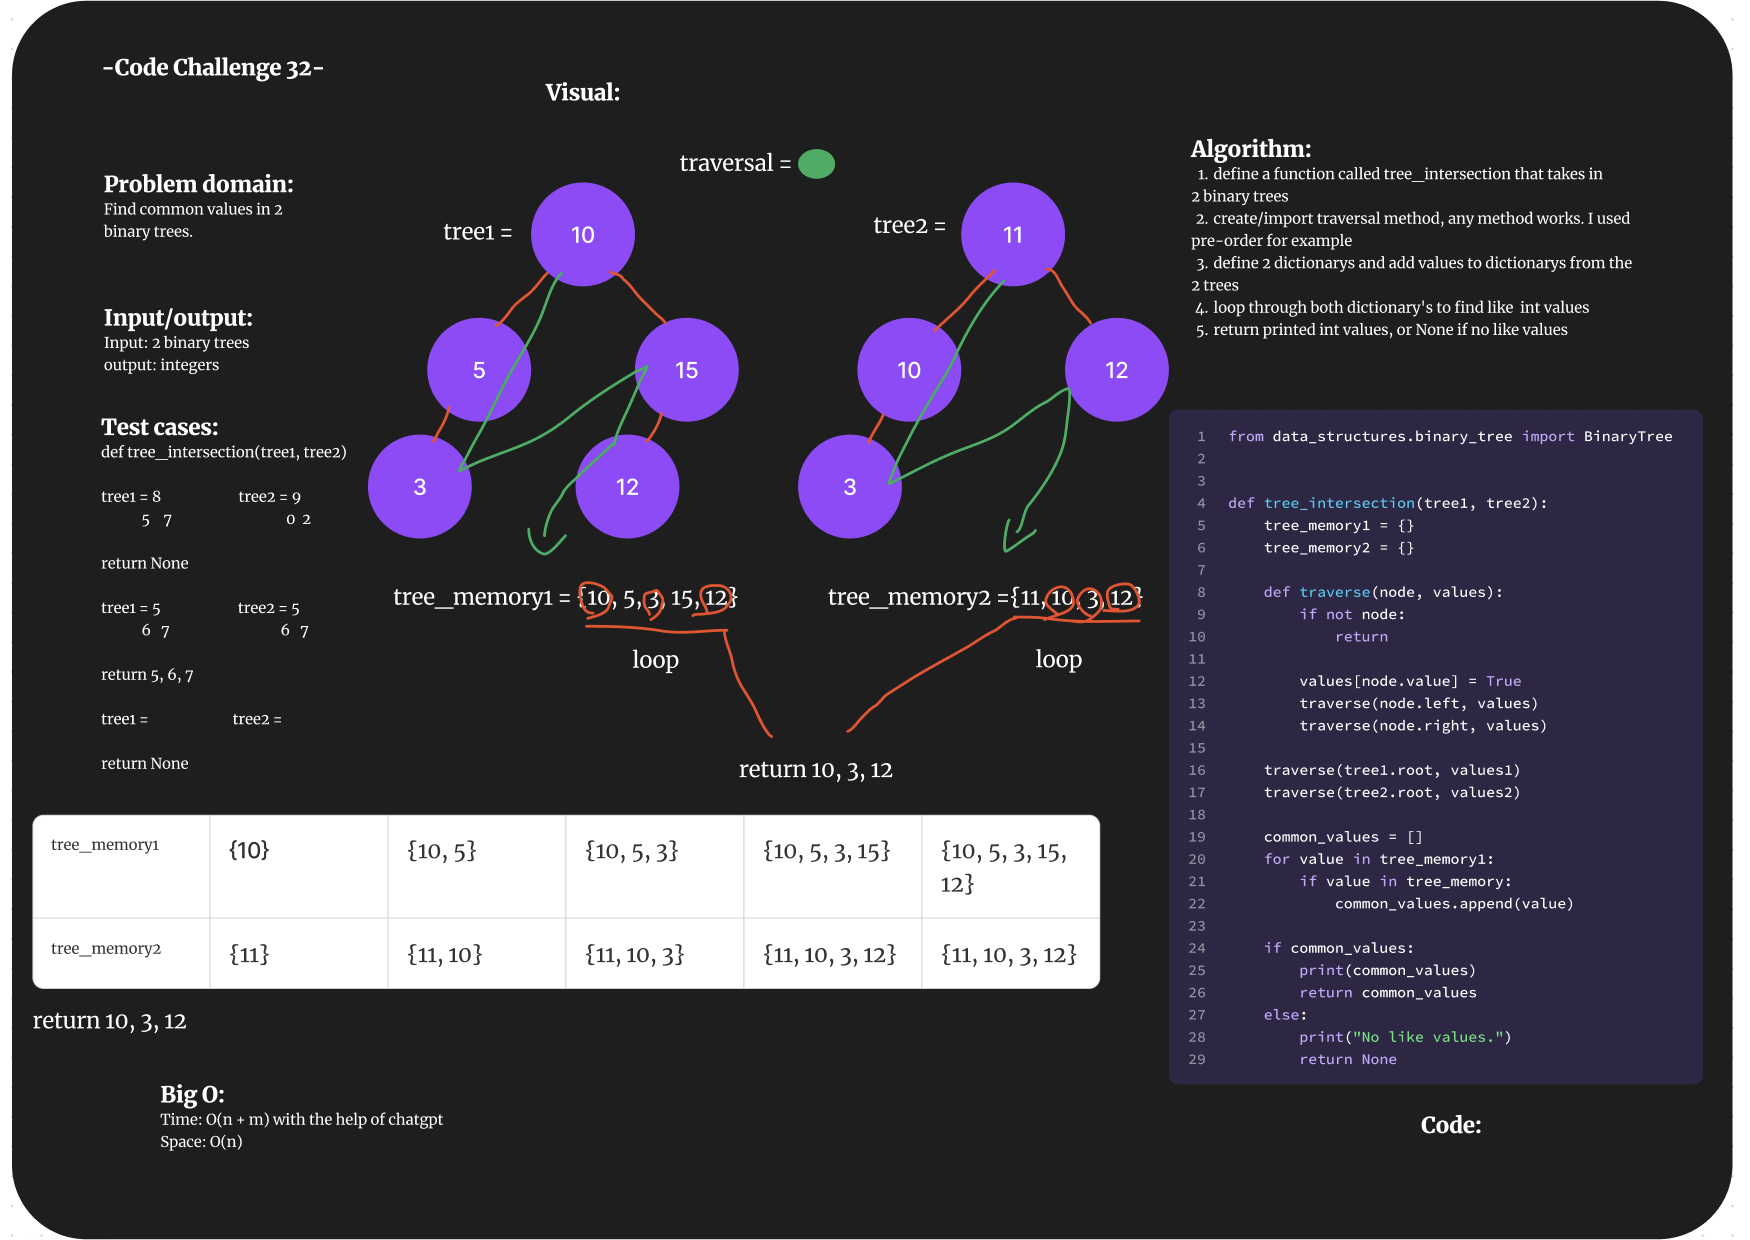 -Code Challenge 32-
Visual:
traversal =
Problem domain:
Find common values in 2
binary trees.
Input/output:
Input: 2 binary trees
output: integers
Test cases:
def tree_intersection(tree1, tree2)
tree1 = 8 tree2 = 9
5 7 0 2
return None
tree1 = 5 tree2 = 5
6 7 6 7
return 5, 6, 7
tree1 = tree2 =
return None
tree1 =
10
5
15
3
12
tree2 =
11
10
12
3
tree_memory1 = {10, 5, 3, 15, 12}
tree_memory2 ={11, 10, 3, 12}
loop
loop
return 10, 3, 12
tree_memory1 {10} {10, 5} {10, 5, 3} {10, 5, 3, 15} {10, 5, 3, 15,
12}
tree_memory2 {11} {11, 10} {11, 10, 3} {11, 10, 3, 12} {11, 10, 3, 12}
return 10, 3, 12
Big O:
Time: O(n + m) with the help of chatgpt
Space: O(n)
Algorithm:
1. define a function called tree_intersection that takes in
2 binary trees
2. create/import traversal method, any method works. I used
pre-order for example
3. define 2 dictionarys and add values to dictionarys from the
2 trees
4. loop through both dictionary's to find like int values
5. return printed int values, or None if no like values
1 from data_structures.binary_tree import BinaryTree
2
3
4 def tree_intersection(tree1, tree2):
5 tree_memory1 = {}
6 tree_memory2 = {}
7
8 def traverse(node, values):
9 if not node:
10 return
11
12 values[node.value] = True
13 traverse(node.left, values)
14 traverse(node.right, values)
15
16 traverse(tree1.root, values1)
17 traverse(tree2.root, values2)
18
19 common_values = []
20 for value in tree_memory1:
21 if value in tree_memory:
22 common_values.append(value)
23
24 if common_values:
25 print(common_values)
26 return common_values
27 else:
28 print("No like values.")
29 return None
Code: